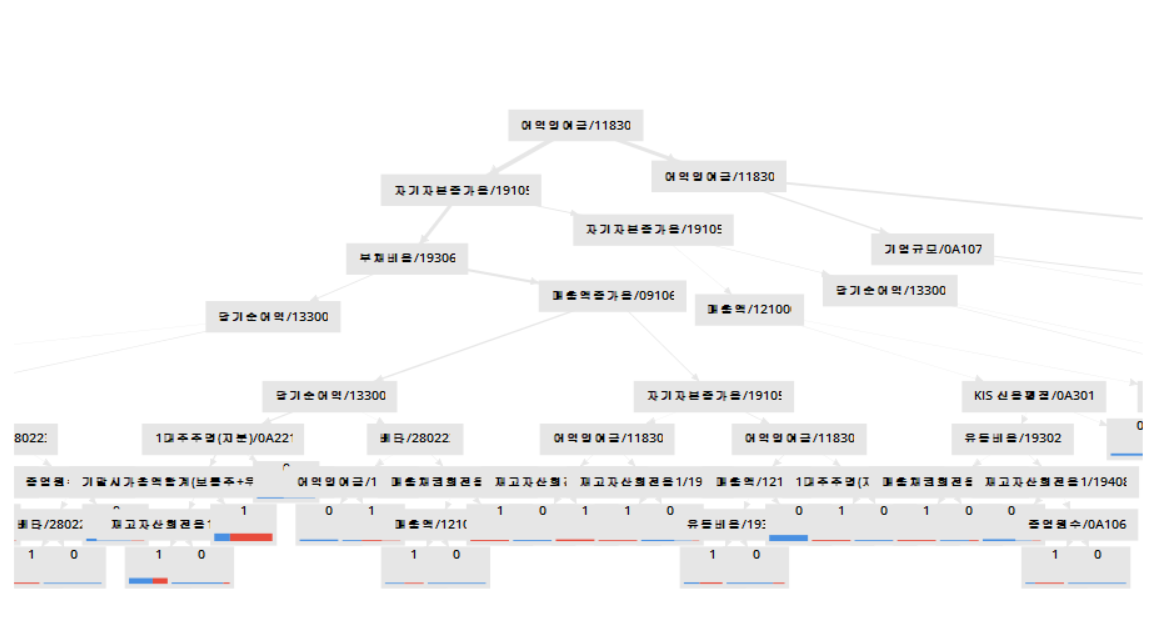 이익잉여금/11830
이익잉여금/11830
자기자본증가율/1910
자기자본증가율/1910
기업규모/0A107
부채비율/19306
당기순이익/13300
매출액증가율/0910
매출액/12100
당기순이익/13300
당기순이익/13300
자기자본증가율/1910
KIS 신용평점/0A301
8022
1대주주명(지분)/0A221
베타/28022
이익잉여금/11830
이익잉여금/11830
유동비율/19302
0
종업원
기말시가총액합계(보통주+우
이익잉여금/1
매출채권회전율
재고자산회전
재고자산회전율1/19
매출액/121
1대주주명(지
매출채권회전율
재고자산회전율1/1940
1 0 1 1 0 1 1 0 0 1 0 1 0 0
베타/2802
재고자산회전율1
매출액/1210
유동비율/193
종업원수/0A106
1 0 1 0 1 0 1 0 1 0